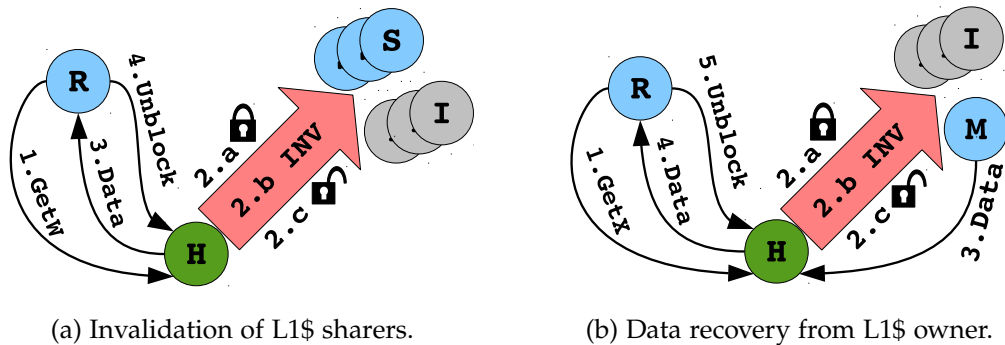 R
1.GetW
3.Data
4.Unblock
H
2.a
2.b INV
2.c
S
I
(a) Invalidation of L1$ sharers.
R
1.GetX
4.Data
5.Unblock
H
2.a
2.b INV
2.c
I
M
3.Data
(b) Data recovery from L1$ owner.